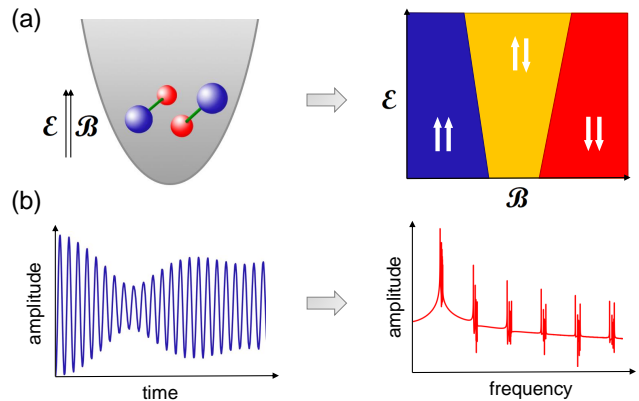 (a)
ℰ ℬ
ℰ
ℬ
(b)
amplitude
time
amplitude
frequency